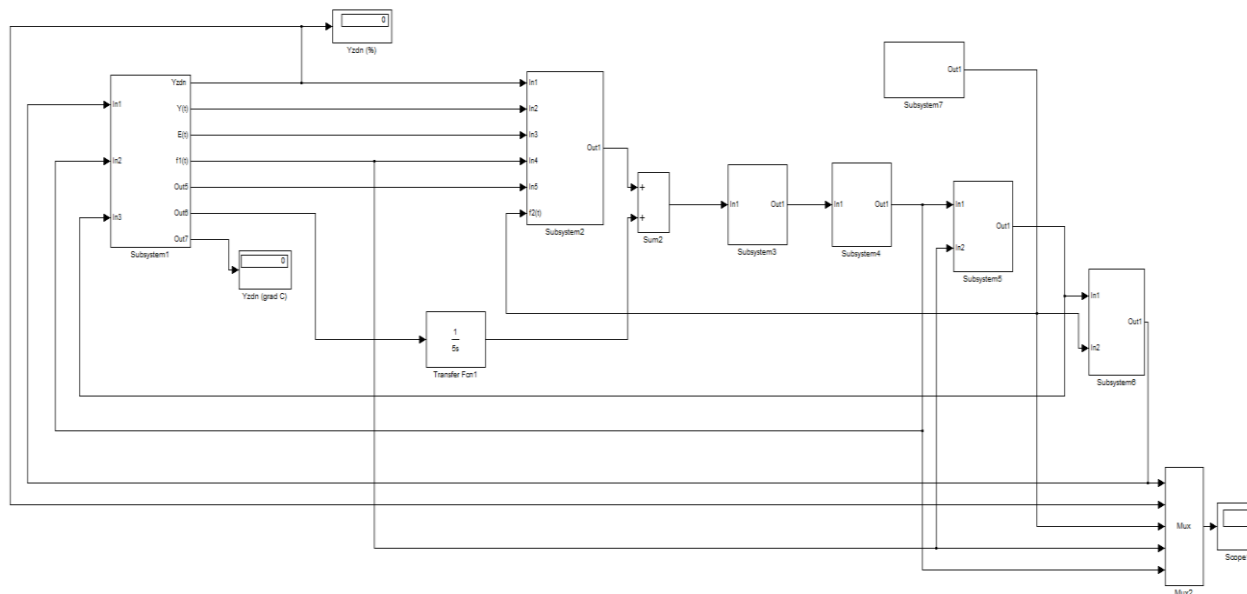 0
Yzdn (%)
In1
In2
In3
Yzdn
Y(t)
E(t)
f1(t)
Out5
Out6
Out7
Subsystem1
0
Yzdn (grad C)
In1
In2
In3
In4
In5
f2(t)
Out1
Subsystem2
1
5s
Transfer Fcn1
+
+
Sum2
In1
Out1
Subsystem3
In1
Out1
Subsystem4
Out1
Subsystem7
In1
In2
Out1
Subsystem5
In1
In2
Out1
Subsystem6
Mux
Mux2
Scope